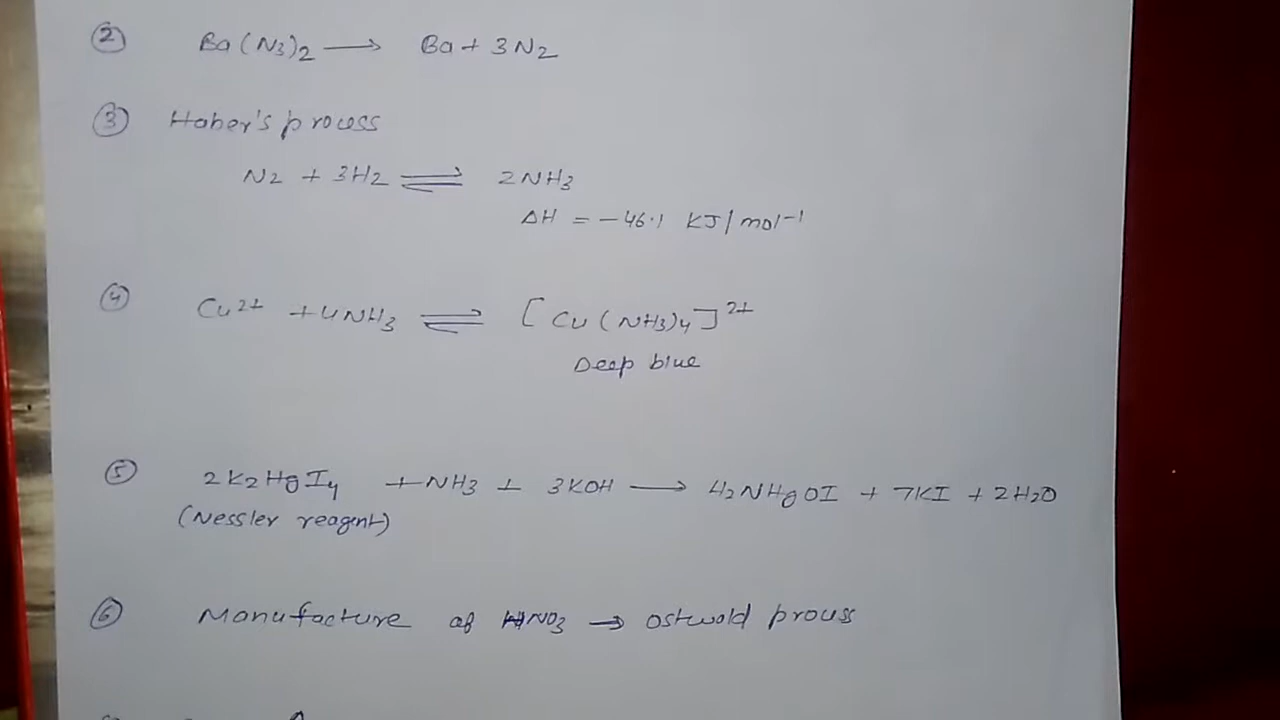 ② Ba(N3)2 → Ba + 3N2
③ Haber's process
N2 + 3H2 ⇌ 2NH3
ΔH = -46.1 KJ/mol-1
④ Cu2+ + 4NH3 ⇌ [Cu(NH3)4]2+
Deep blue
⑤ 2K2HgI4 + NH3 + 3KOH → H2NHgOI + 7KI + 2H2O
(Nessler reagent)
⑥ Manufacture of HNO3 → Ostwold process